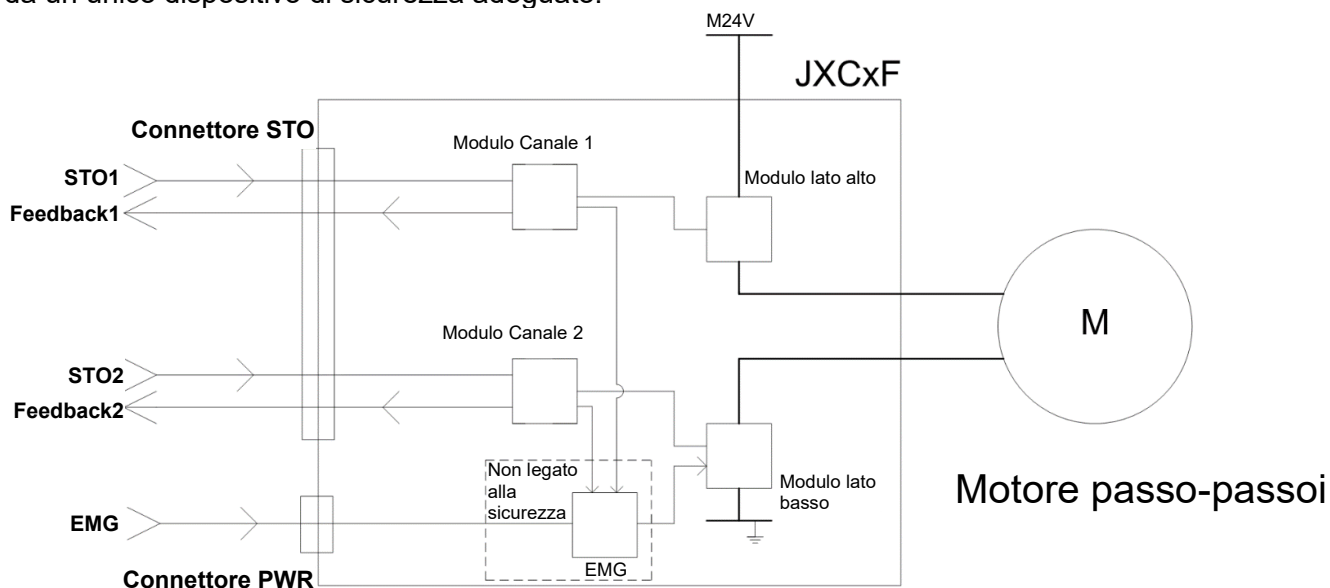 da un unico dispositivo di sicurezza adeguato.
M24V
JXCxF
Connettore STO
Modulo Canale 1
STO1
Modulo lato alto
Feedback1
M
Modulo Canale 2
STO2
Feedback2
Non legato
alla
sicurezza
Modulo lato
basso
Motore passo-passoi
EMG
EMG
Connettore PWR